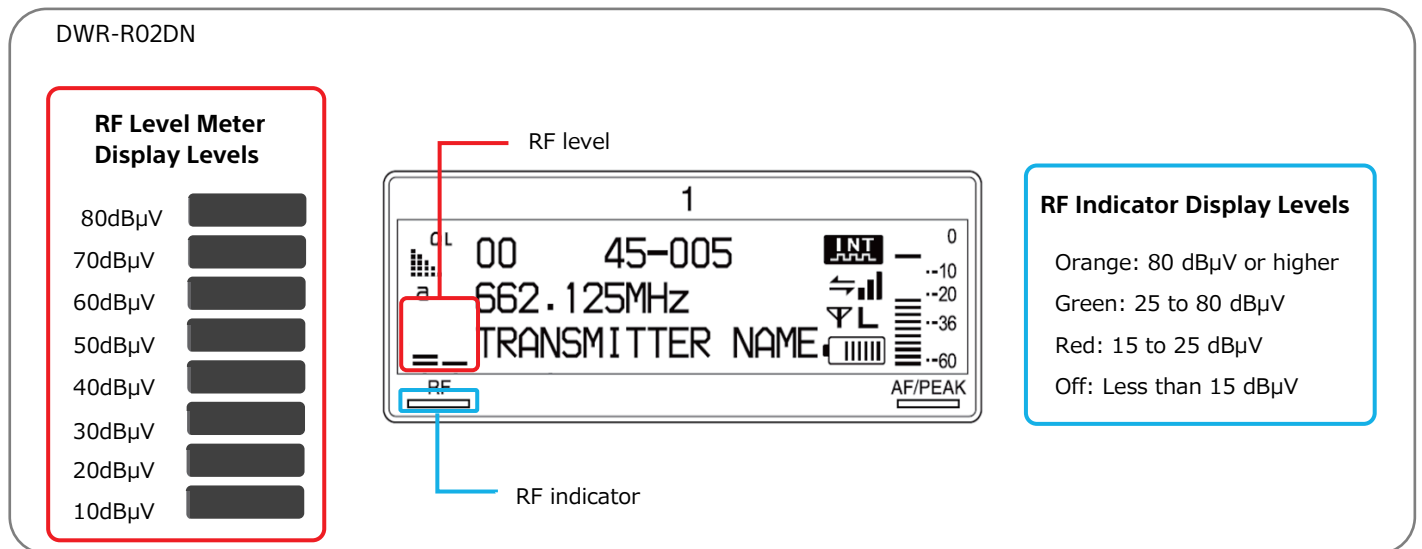 DWR-R02DN
RF Level Meter
Display Levels
80dBµV
70dBµV
60dBµV
50dBµV
40dBµV
30dBµV
20dBµV
10dBµV
RF level
1
QL
00 45-005
INT
a
662.125MHz
L
TRANSMITTER NAME
0
-10
-20
-36
-60
RF
AF/PEAK
RF indicator
RF Indicator Display Levels
Orange: 80 dBµV or higher
Green: 25 to 80 dBµV
Red: 15 to 25 dBµV
Off: Less than 15 dBµV